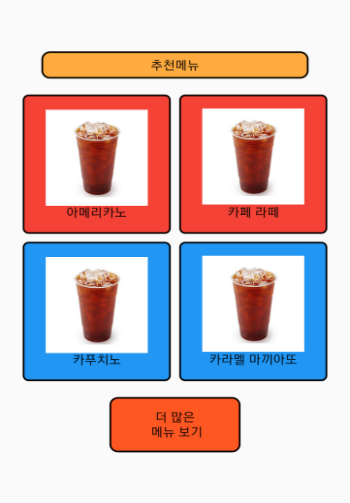 추천메뉴
아메리카노
카페 라떼
카푸치노
카라멜 마끼아또
더 많은
메뉴 보기